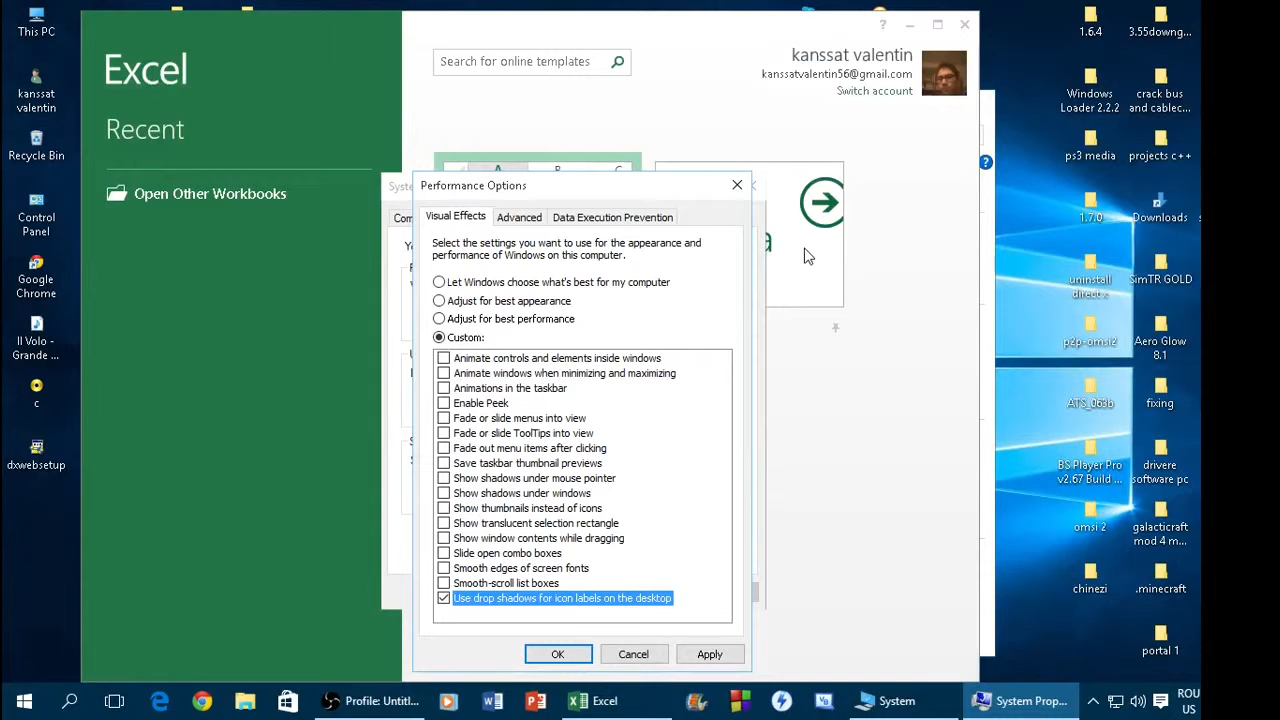 This PC
kanssat
valentin
Recycle Bin
Control
Panel
Google
Chrome
Il Volo -
Grande ...
c
dxwebsetup
Excel
Recent
Open Other Workbooks
Search for online templates
?
kanssat valentin
kanssatvalentin56@gmail.com
Switch account
A B C
Syst
Com
Performance Options
Visual Effects
Advanced
Data Execution Prevention
Select the settings you want to use for the appearance and
performance of Windows on this computer.
Let Windows choose what's best for my computer
Adjust for best appearance
Adjust for best performance
Custom:
Animate controls and elements inside windows
Animate windows when minimizing and maximizing
Animations in the taskbar
Enable Peek
Fade or slide menus into view
Fade or slide ToolTips into view
Fade out menu items after clicking
Save taskbar thumbnail previews
Show shadows under mouse pointer
Show shadows under windows
Show thumbnails instead of icons
Show translucent selection rectangle
Show window contents while dragging
Slide open combo boxes
Smooth edges of screen fonts
Smooth-scroll list boxes
Use drop shadows for icon labels on the desktop
OK
Cancel
Apply
a
1.6.4
3.55downg...
Windows
Loader 2.2.2
crack bus
and cablec...
ps3 media
projects c++
1.7.0
Downloads
uninstall
direct x
SimTR GOLD
p2p-omsi2
Aero Glow
8.1
ATS_063b
fixing
BS Player Pro
v2.67 Build ...
drivere
software pc
omsi 2
galacticraft
mod 4 m...
chinezi
.minecraft
portal 1
Profile: Untitl...
Excel
System
System Prop...
ROU
US